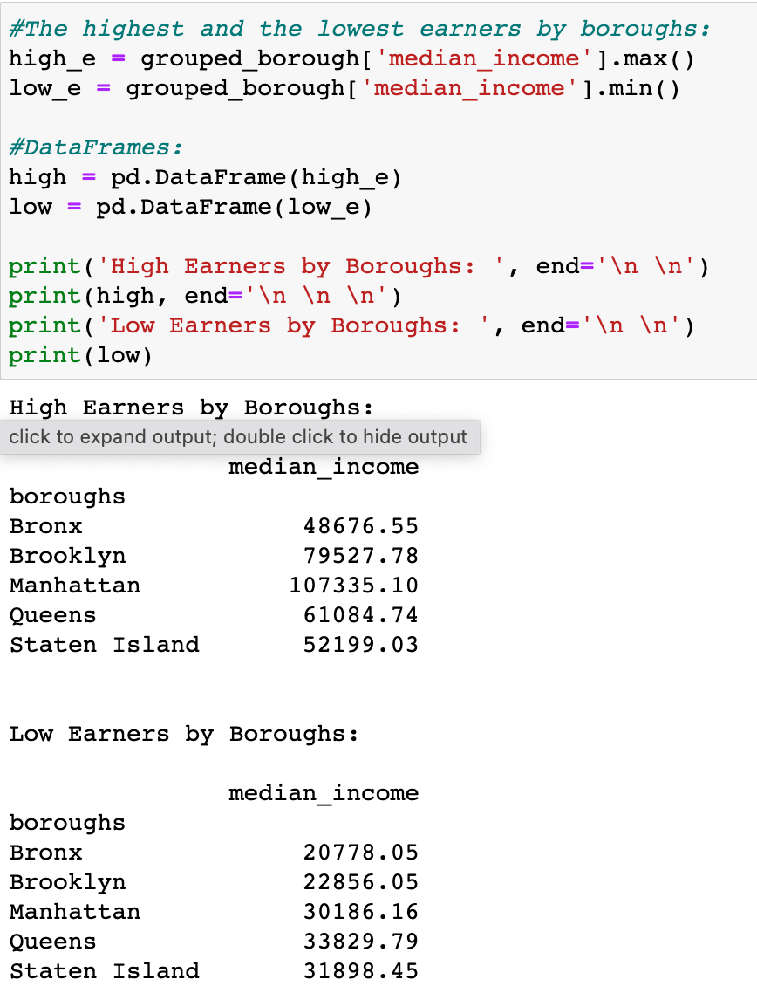 #The highest and the lowest earners by boroughs:
high_e = grouped_borough['median_income'].max()
low_e = grouped_borough['median_income'].min()
#DataFrames:
high = pd.DataFrame(high_e)
low = pd.DataFrame(low_e)
print('High Earners by Boroughs: ', end='\n \n')
print(high, end='\n \n \n')
print('Low Earners by Boroughs: ', end='\n \n')
print(low)
High Earners by Boroughs:
click to expand output; double click to hide output
median_income
boroughs
Bronx 48676.55
Brooklyn 79527.78
Manhattan 107335.10
Queens 61084.74
Staten Island 52199.03
Low Earners by Boroughs:
median_income
boroughs
Bronx 20778.05
Brooklyn 22856.05
Manhattan 30186.16
Queens 33829.79
Staten Island 31898.45